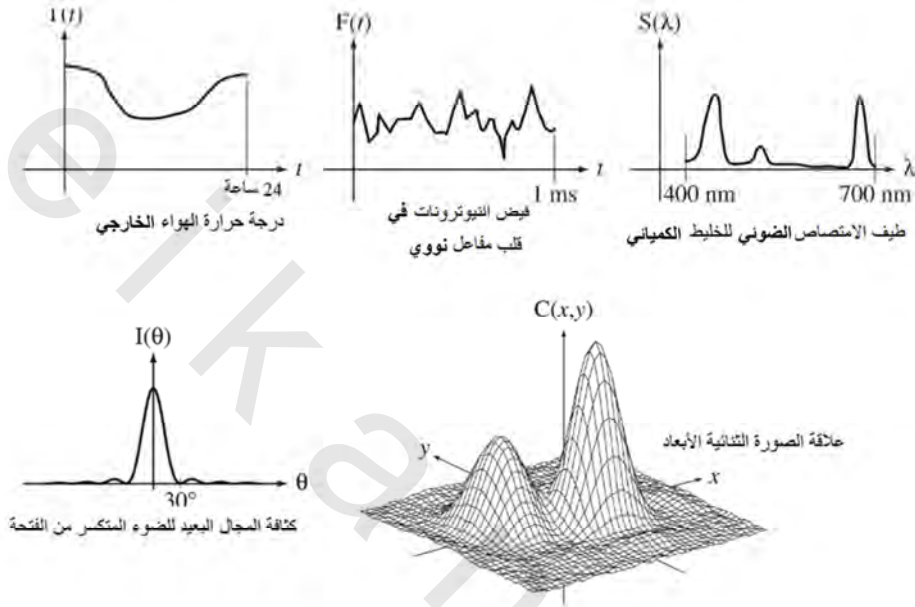 T(t)
F(t)
S(λ)
t
24 ساعة
t
1 ms
λ
400 nm
700 nm
درجة حرارة الهواء الخارجي
فيض النيوترونات في
قلب مفاعل نووي
طيف الامتصاص الضوئي للخليط الكميائي
I(θ)
θ
30°
كثافة المجال البعيد للضوء المتكسر من الفتحة
C(x,y)
y
x
علاقة الصورة الثنائية الأبعاد